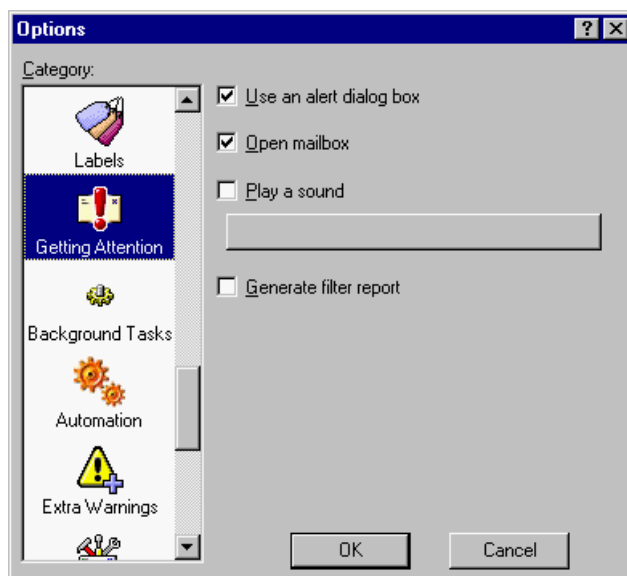 Options
Category:
Labels
Getting Attention
Background Tasks
Automation
Extra Warnings
Use an alert dialog box
Open mailbox
Play a sound
Generate filter report
OK
Cancel